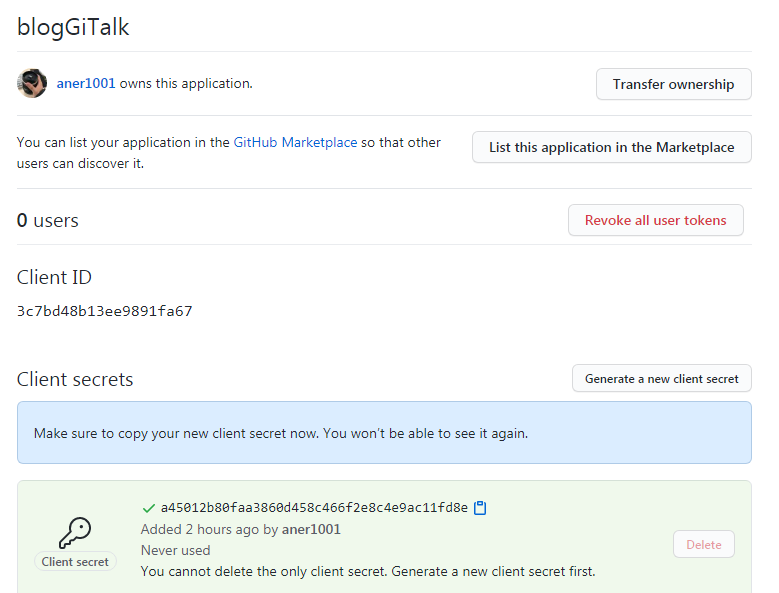 blogGiTalk
aner1001 owns this application.
Transfer ownership
You can list your application in the GitHub Marketplace so that other
users can discover it.
List this application in the Marketplace
0 users
Revoke all user tokens
Client ID
3c7bd48b13ee9891fa67
Client secrets
Generate a new client secret
Make sure to copy your new client secret now. You won't be able to see it again.
a45012b80faa3860d458c466f2e8c4e9ac11fd8e
Added 2 hours ago by aner1001
Never used
You cannot delete the only client secret. Generate a new client secret first.
Client secret
Delete